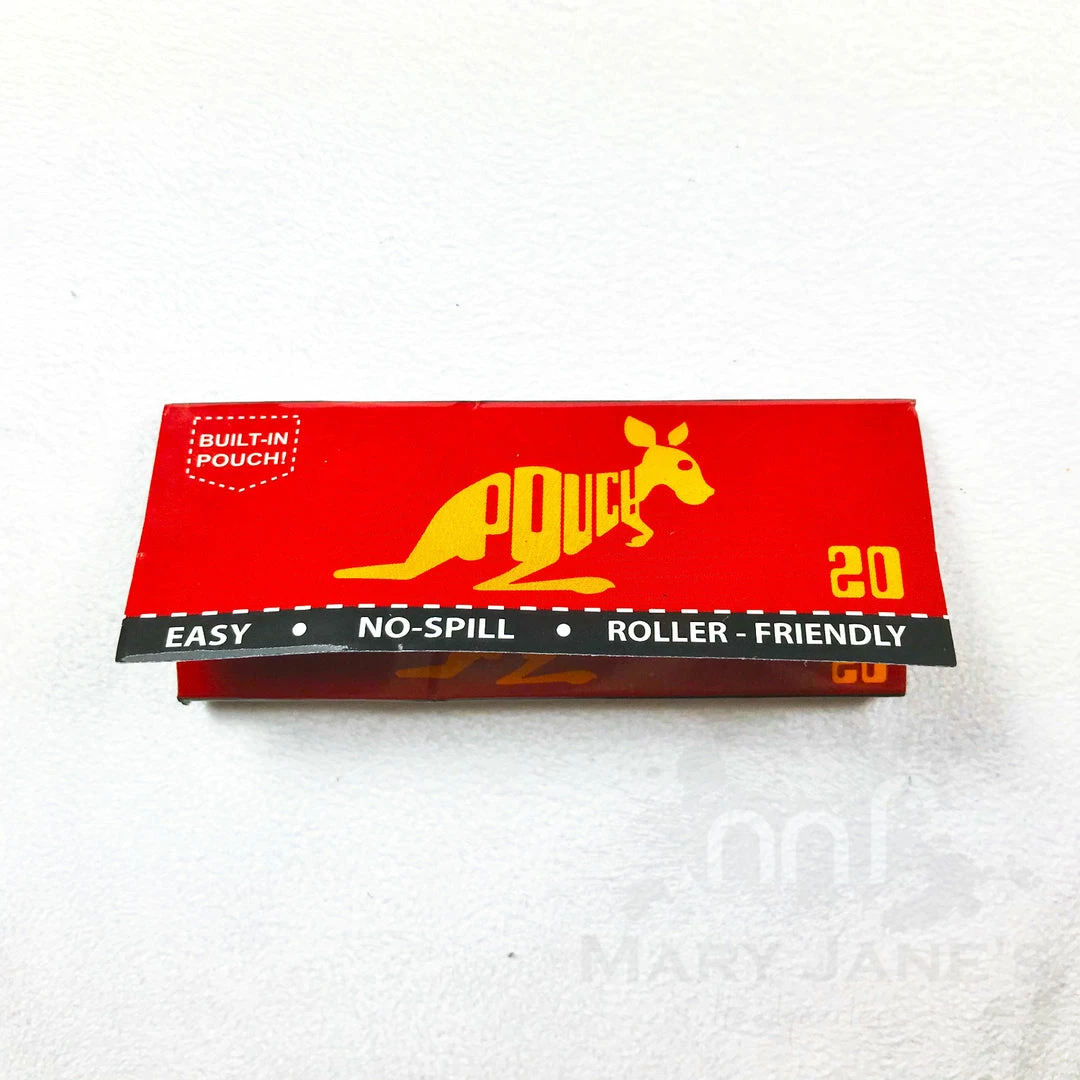 BUILT-IN
POUCH!
POUCH
20
EASY • NO-SPILL • ROLLER - FRIENDLY
20
MARY JANE'S